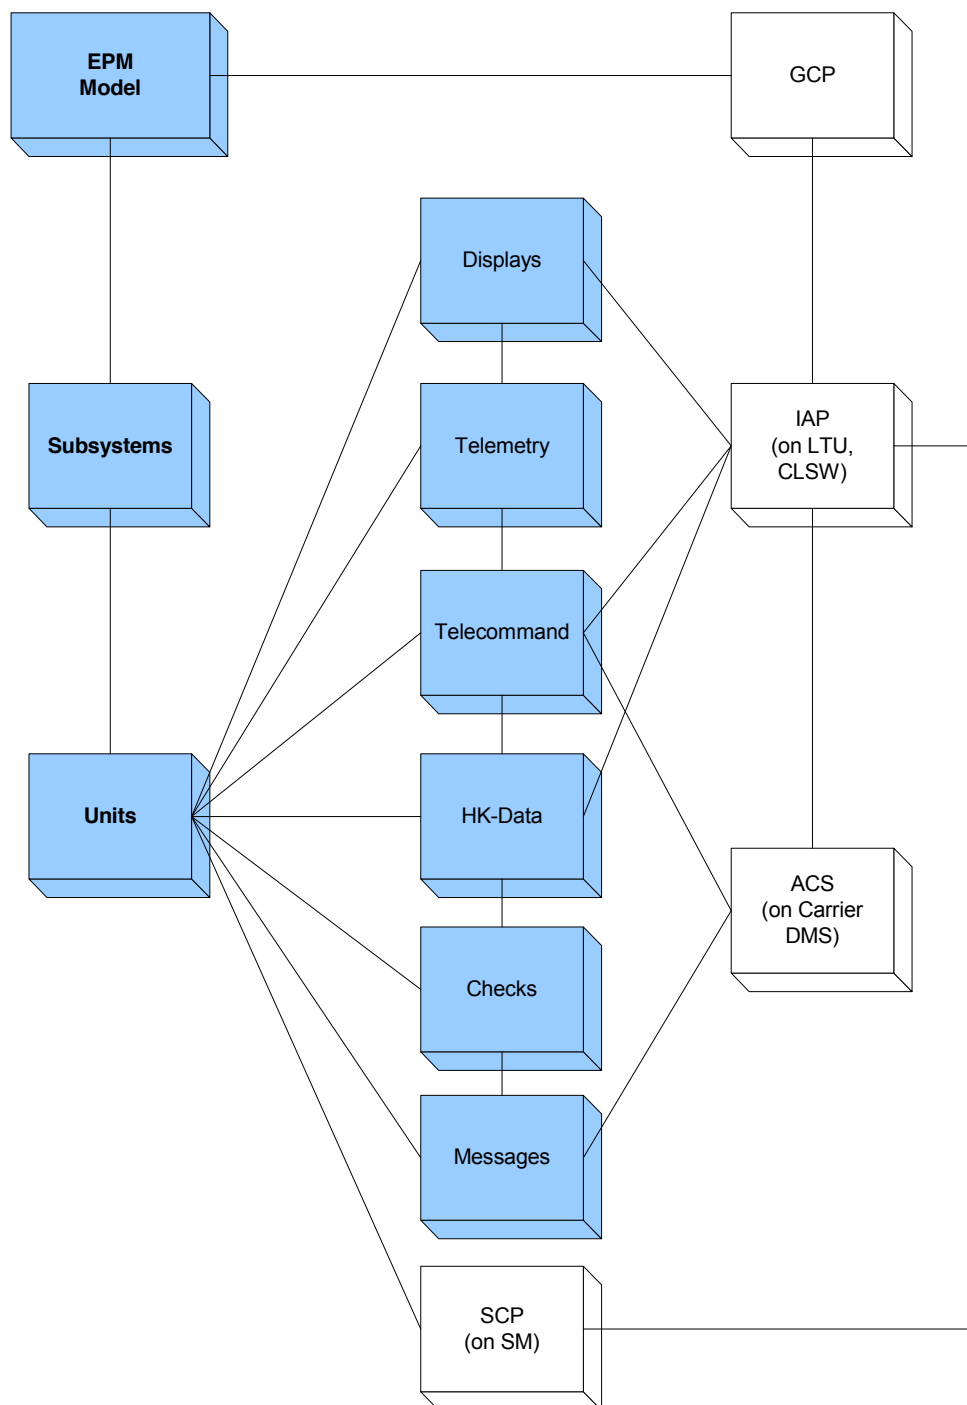 EPM
Model
GCP
Displays
Subsystems
Telemetry
IAP
(on LTU,
CLSW)
Telecommand
Units
HK-Data
ACS
(on Carrier
DMS)
Checks
Messages
SCP
(on SM)